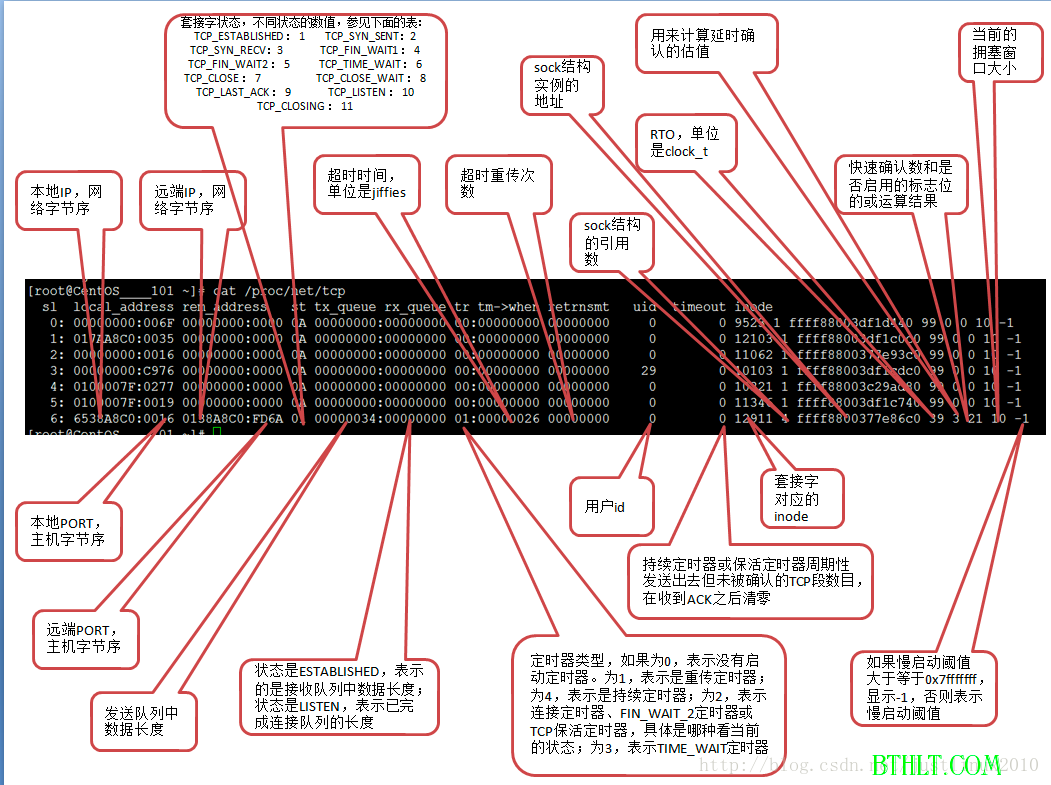 套接字状态，不同状态的数值，参见下面的表：
TCP_ESTABLISHED：1 TCP_SYN_SENT：2
TCP_SYN_RECV：3 TCP_FIN_WAIT1：4
TCP_FIN_WAIT2：5 TCP_TIME_WAIT：6
TCP_CLOSE：7 TCP_CLOSE_WAIT：8
TCP_LAST_ACK：9 TCP_LISTEN：10
TCP_CLOSING：11
用来计算延时确
认的估值
当前的
拥塞窗
口大小
sock结构
实例的
地址
RTO，单位
是clock_t
本地IP，网
络字节序
远端IP，网
络字节序
超时时间，
单位是jiffies
超时重传次
数
快速确认数和是
否启用的标志位
的或运算结果
sock结构
的引用
数
[root@CentOS____101 ~]# cat /proc/net/tcp
sl local_address rem_address st tx_queue rx_queue tr tm->when retrnsmt uid timeout inode
0: 00000000:006F 00000000:0000 0A 00000000:00000000 00:00000000 00000000 0 0 9529 1 ffff88003df1d440 99 0 0 10 -1
1: 017AA8C0:0035 00000000:0000 0A 00000000:00000000 00:00000000 00000000 0 0 12103 1 ffff88003df1c0c0 99 0 0 10 -1
2: 00000000:0016 00000000:0000 0A 00000000:00000000 00:00000000 00000000 0 0 11062 1 ffff8800377e93c0 99 0 0 10 -1
3: 00000000:C976 00000000:0000 0A 00000000:00000000 00:00000000 00000000 29 0 10103 1 99 0 0 10 -1
4: 0100007F:0277 00000000:0000 0A 00000000:00000000 00:00000000 00000000 0 0 1 99 0 0 10 -1
5: 0100007F:0019 00000000:0000 0A 00000000:00000000 00:00000000 00000000 0 0 1 ffff88003df1c740 99 0 0 10 -1
6: 6538A8C0:0016 0138A8C0:FD6A 01 00000034:00000000 01:00000026 00000000 0 0 12911 4 ffff8800377e86c0 39 3 21 10 -1
[root@CentOS____101 ~]#
用户id
套接字
对应的
inode
本地PORT，
主机字节序
持续定时器或保活定时器周期性
发送出去但未被确认的TCP段数目，
在收到ACK之后清零
远端PORT，
主机字节序
发送队列中
数据长度
状态是ESTABLISHED，表示
的是接收队列中数据长度；
状态是LISTEN，表示已完
成连接队列的长度
定时器类型，如果为0，表示没有启
动定时器。为1，表示是重传定时器；
为4，表示是持续定时器；为2，表示
连接定时器、FIN_WAIT_2定时器或
TCP保活定时器，具体是哪种看当前
的状态；为3，表示TIME_WAIT定时器
如果慢启动阈值
大于等于0x7fffffff，
显示-1，否则表示
慢启动阈值
BTHLT.COM